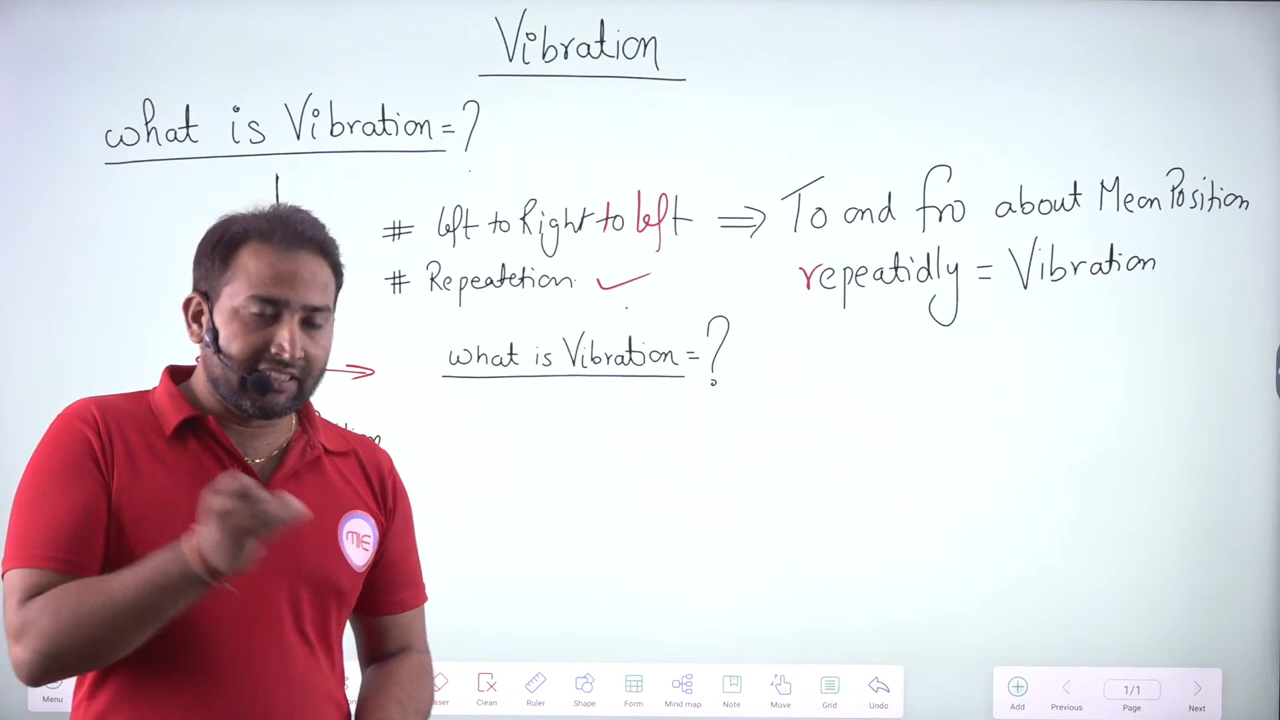 Vibration
what is Vibration = ?
# left to Right to left ⇒ To and fro about Mean Position
# Repeatetion ✓ repeatidly = Vibration
what is Vibration = ?
ME
Menu
Clean
Ruler
Shape
Form
Mind map
Note
Move
Grid
Undo
Add
Previous
1/1
Page
Next